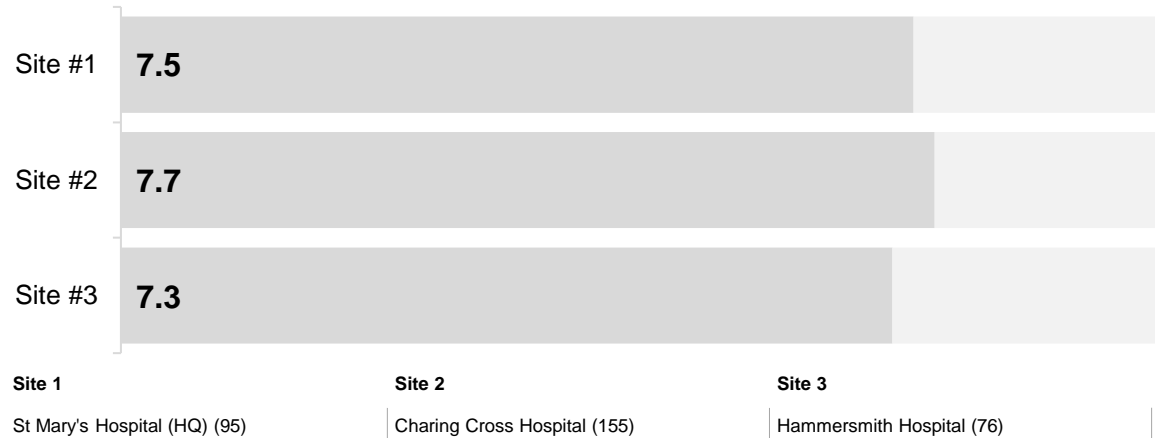 Site #1 7.5
Site #2 7.7
Site #3 7.3
Site 1 Site 2 Site 3
St Mary's Hospital (HQ) (95) Charing Cross Hospital (155) Hammersmith Hospital (76)